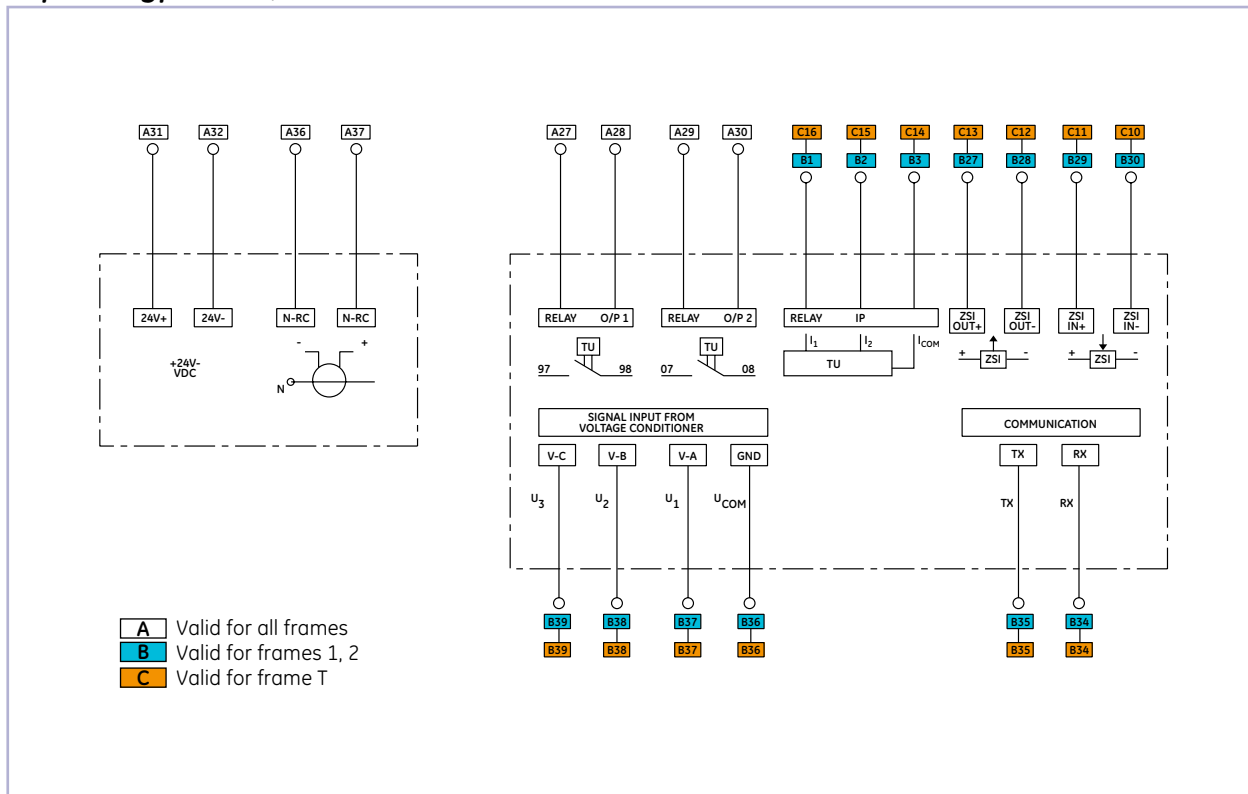 A31 A32 A36 A37 A27 A28 A29 A30 C16 C15 C14 C13 C12 C11 C10
B1 B2 B3 B27 B28 B29 B30
24V+ 24V- N-RC N-RC
+24V-
VDC
- +
N
RELAY O/P 1 RELAY O/P 2 RELAY IP
ZSI
OUT+
ZSI
OUT-
ZSI
IN+
ZSI
IN-
TU TU I1 I2 ICOM
97 98 07 08 TU
+ ZSI - + ZSI -
SIGNAL INPUT FROM
VOLTAGE CONDITIONER
COMMUNICATION
V-C V-B V-A GND TX RX
U3 U2 U1 UCOM TX RX
B39 B38 B37 B36 B35 B34
B39 B38 B37 B36 B35 B34
A Valid for all frames
B Valid for frames 1, 2
C Valid for frame T